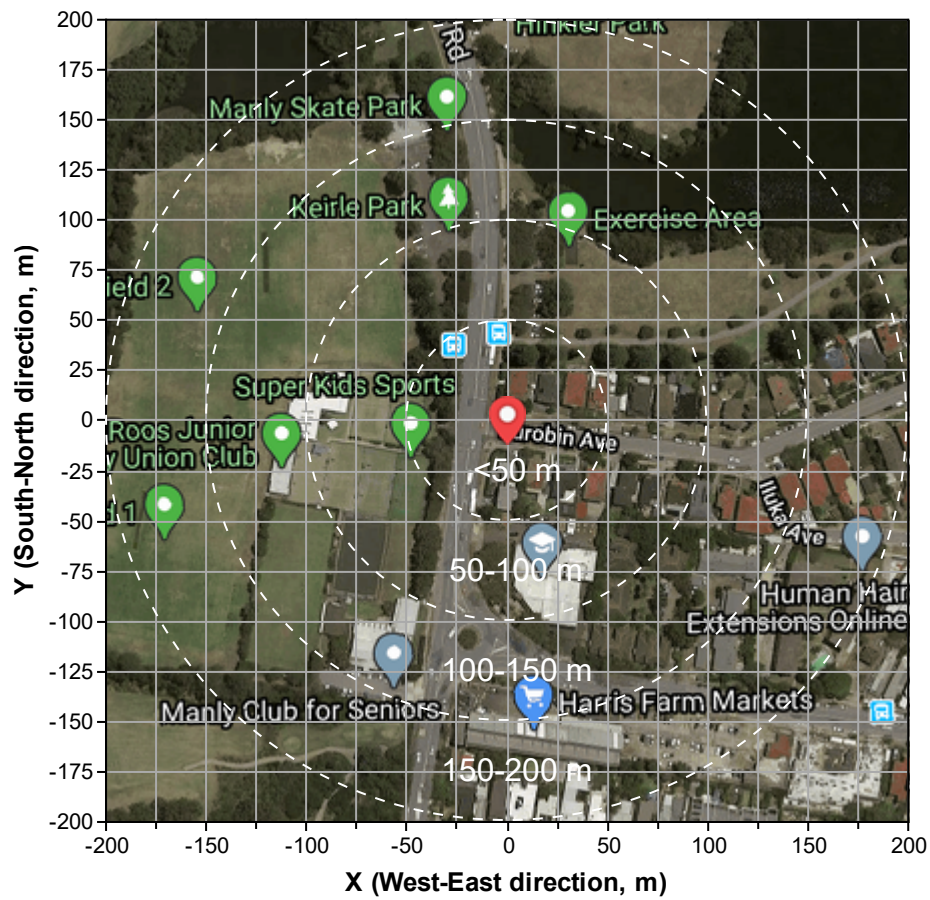 200
175
150
125
100
75
50
25
0
-25
-50
-75
-100
-125
-150
-175
-200
Y (South-North direction, m)
Rd
Hinkler Park
Manly Skate Park
Keirle Park
Exercise Area
ield 2
Super Kids Sports
Roos Junior
y Union Club
urobin Ave
<50 m
d 1
Illuka Ave
50-100 m
Human Hair
Extensions Online
100-150 m
Manly Club for Seniors
Harris Farm Markets
150-200 m
-200
-150
-100
-50
0
50
100
150
200
X (West-East direction, m)